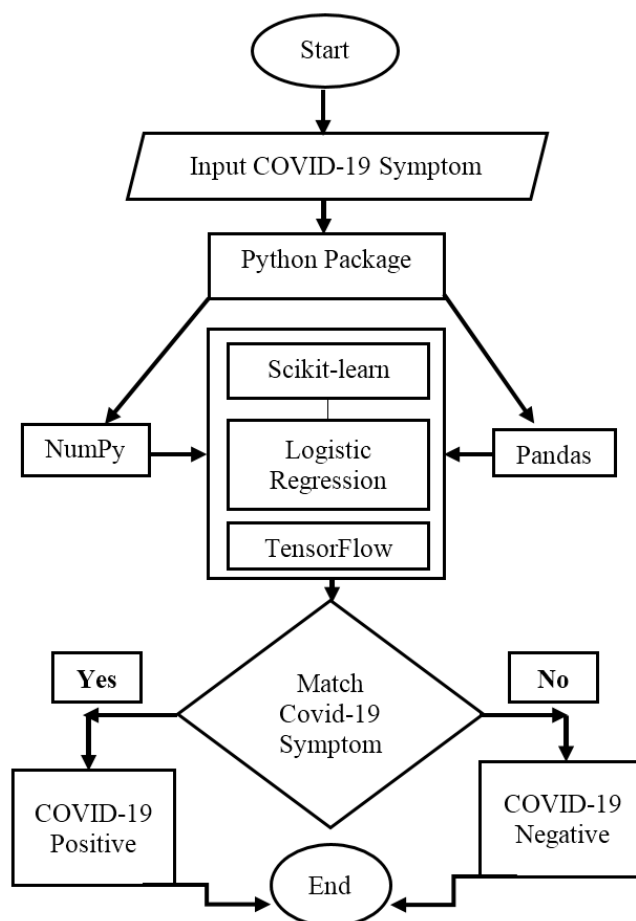 Start
Input COVID-19 Symptom
Python Package
Scikit-learn
NumPy
Logistic
Regression
Pandas
TensorFlow
Yes
No
Match
Covid-19
Symptom
COVID-19
Positive
COVID-19
Negative
End